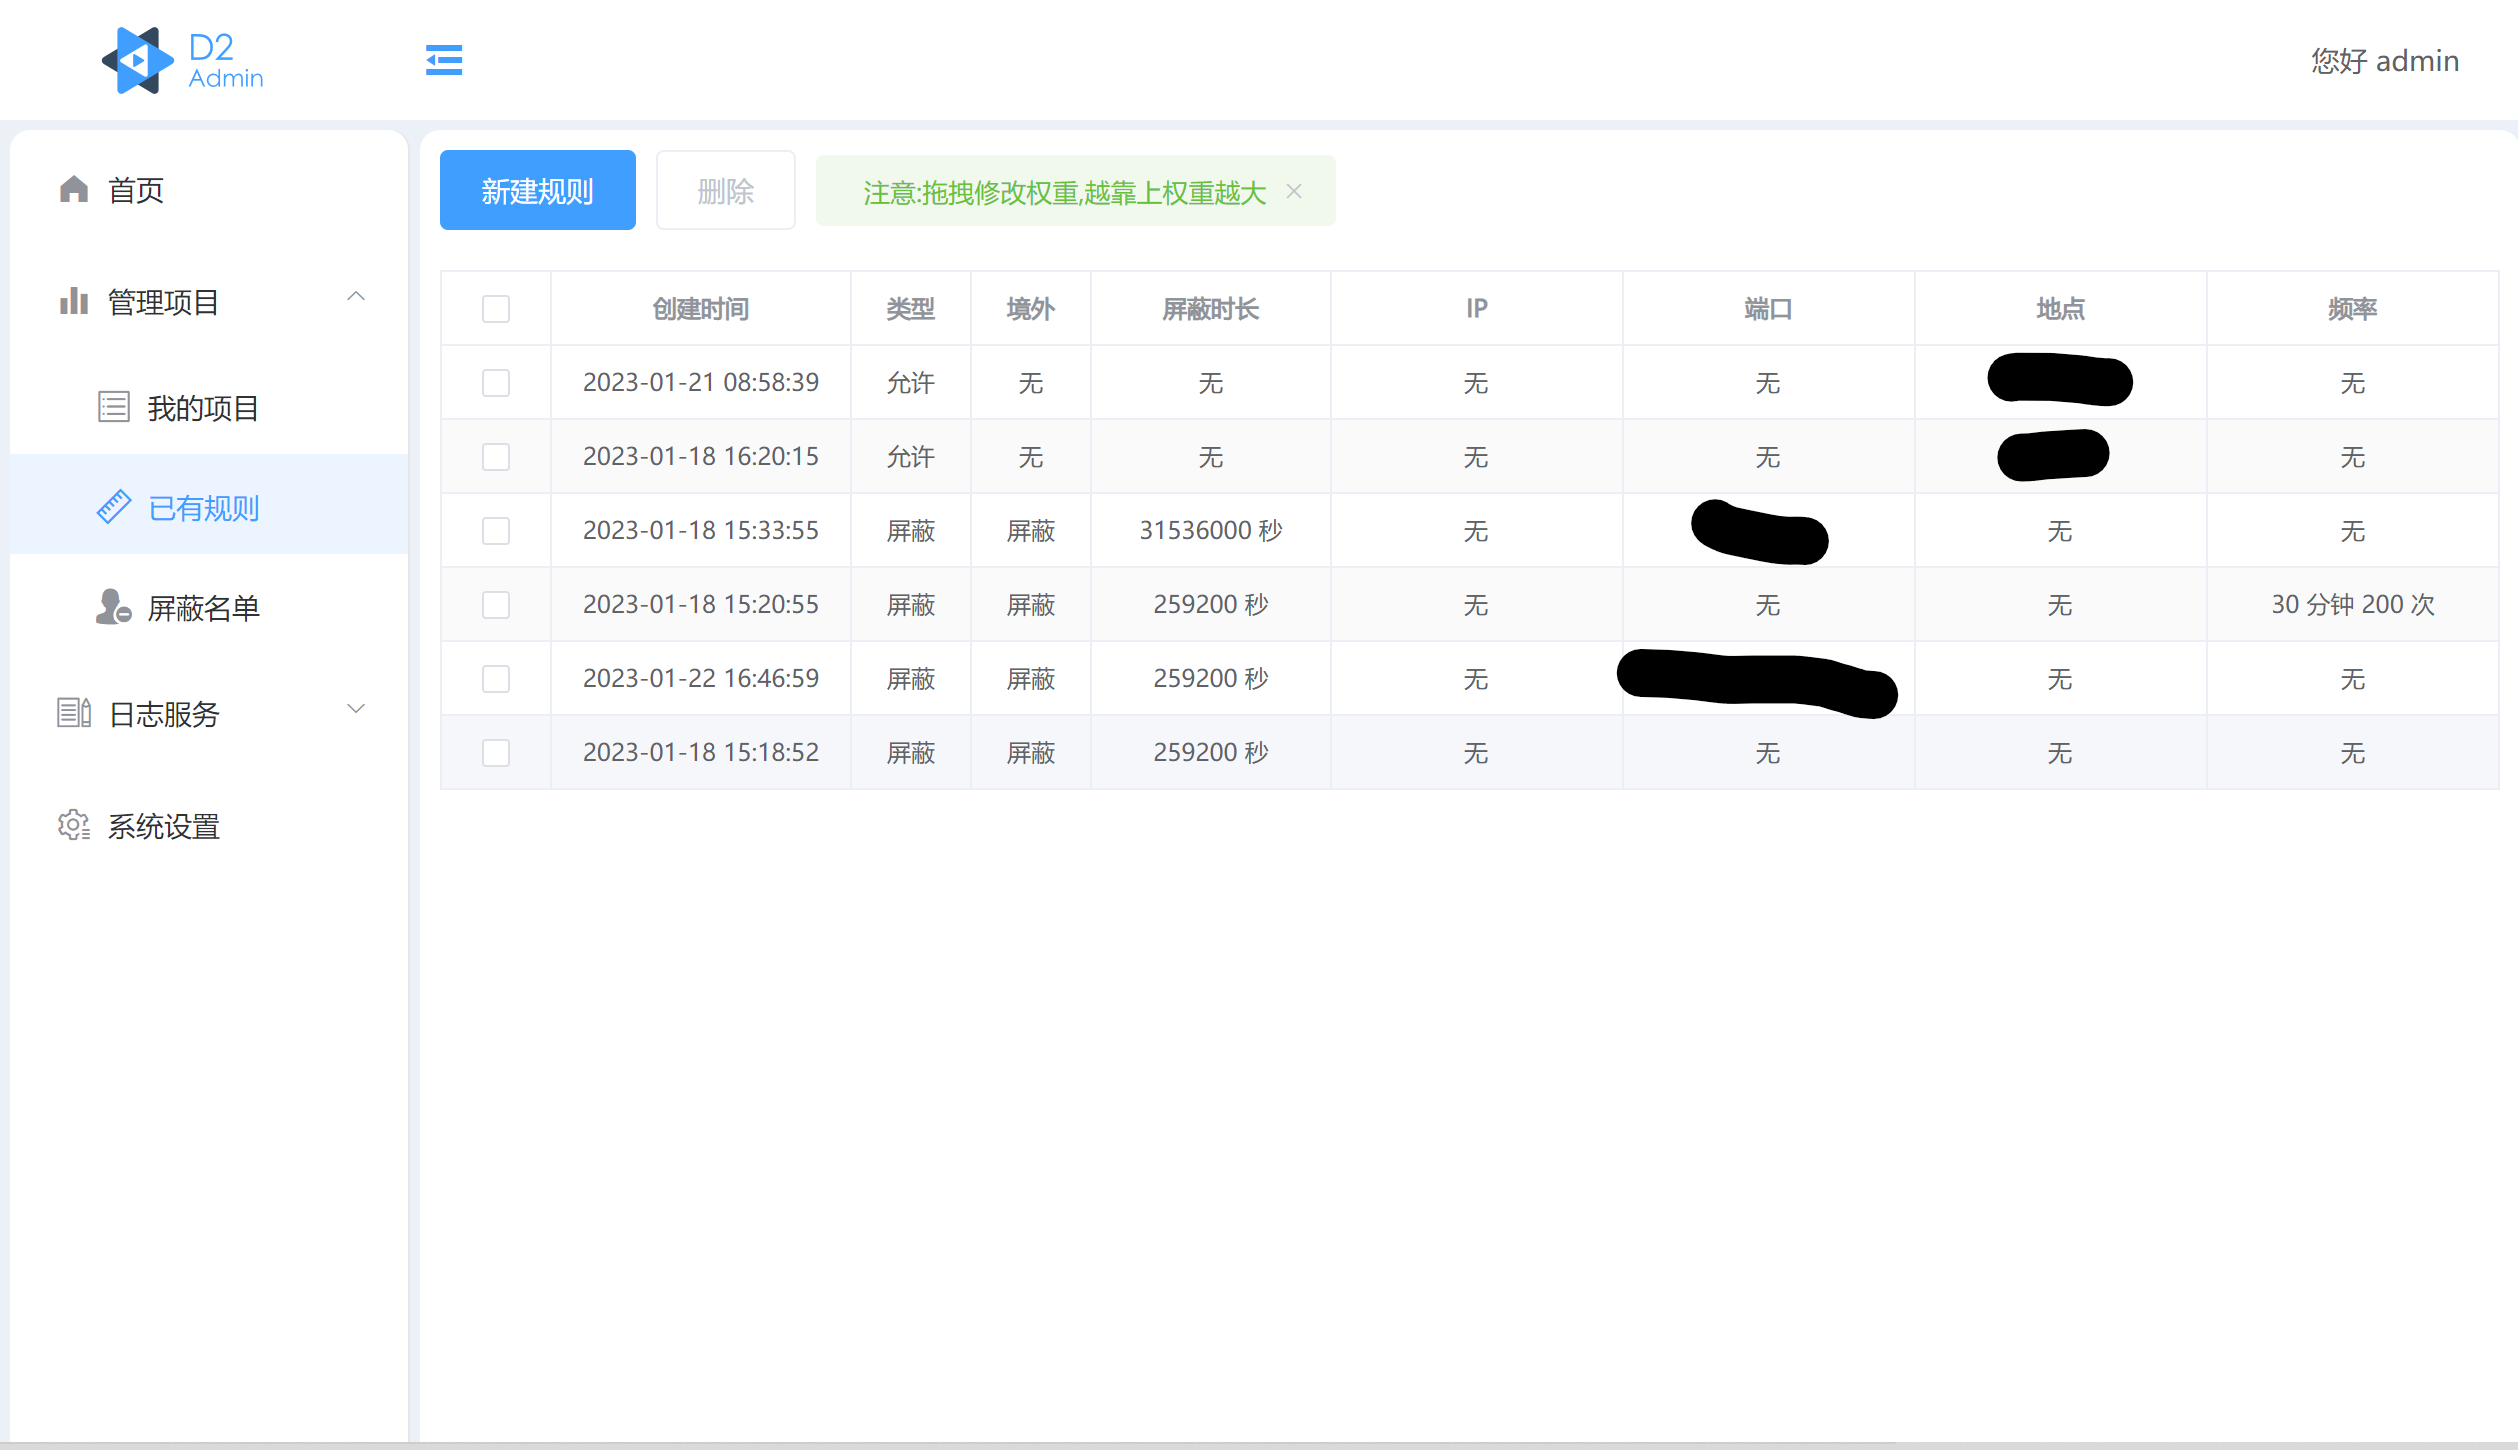 D2
Admin
您好 admin
首页
管理项目
我的项目
已有规则
屏蔽名单
日志服务
系统设置
新建规则 删除 注意:拖拽修改权重,越靠上权重越大
创建时间 类型 境外 屏蔽时长 IP 端口 地点 频率
2023-01-21 08:58:39 允许 无 无 无 无 无
2023-01-18 16:20:15 允许 无 无 无 无 无
2023-01-18 15:33:55 屏蔽 屏蔽 31536000 秒 无 无 无
2023-01-18 15:20:55 屏蔽 屏蔽 259200 秒 无 无 无 30 分钟 200 次
2023-01-22 16:46:59 屏蔽 屏蔽 259200 秒 无 无 无
2023-01-18 15:18:52 屏蔽 屏蔽 259200 秒 无 无 无 无